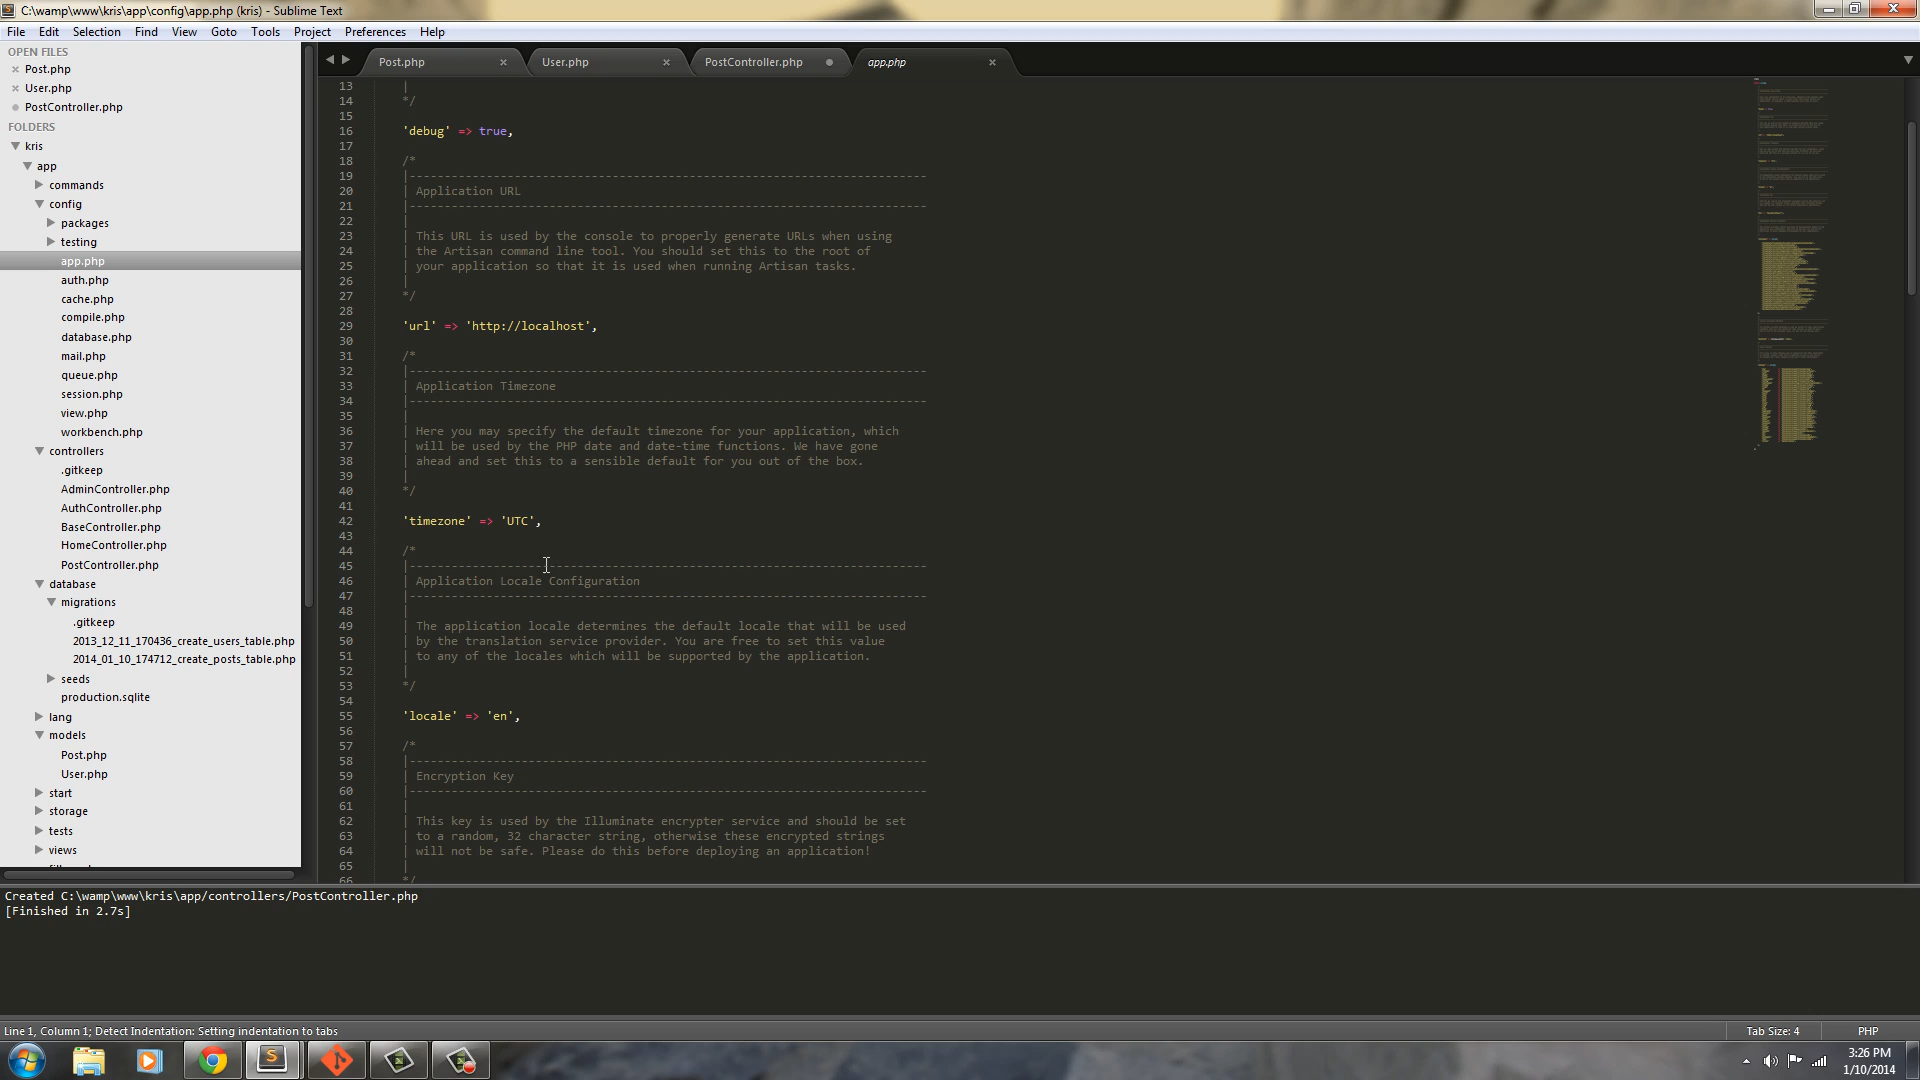 C:\wamp\www\kris\app\config\app.php (kris) - Sublime Text
File Edit Selection Find View Goto Tools Project Preferences Help
OPEN FILES
Post.php
User.php
PostController.php
FOLDERS
kris
app
commands
config
packages
testing
app.php
auth.php
cache.php
compile.php
database.php
mail.php
queue.php
session.php
view.php
workbench.php
controllers
.gitkeep
AdminController.php
AuthController.php
BaseController.php
HomeController.php
PostController.php
database
migrations
.gitkeep
2013_12_11_170436_create_users_table.php
2014_01_10_174712_create_posts_table.php
seeds
production.sqlite
lang
models
Post.php
User.php
start
storage
tests
views
Post.php User.php PostController.php app.php
13 |
14 */
15
16 'debug' => true,
17
18 /*
19 |--------------------------------------------------------------------------
20 | Application URL
21 |--------------------------------------------------------------------------
22 |
23 | This URL is used by the console to properly generate URLs when using
24 | the Artisan command line tool. You should set this to the root of
25 | your application so that it is used when running Artisan tasks.
26 |
27 */
28
29 'url' => 'http://localhost',
30
31 /*
32 |--------------------------------------------------------------------------
33 | Application Timezone
34 |--------------------------------------------------------------------------
35 |
36 | Here you may specify the default timezone for your application, which
37 | will be used by the PHP date and date-time functions. We have gone
38 | ahead and set this to a sensible default for you out of the box.
39 |
40 */
41
42 'timezone' => 'UTC',
43
44 /*
45 |--------------------------------------------------------------------------
46 | Application Locale Configuration
47 |--------------------------------------------------------------------------
48 |
49 | The application locale determines the default locale that will be used
50 | by the translation service provider. You are free to set this value
51 | to any of the locales which will be supported by the application.
52 |
53 */
54
55 'locale' => 'en',
56
57 /*
58 |--------------------------------------------------------------------------
59 | Encryption Key
60 |--------------------------------------------------------------------------
61 |
62 | This key is used by the Illuminate encrypter service and should be set
63 | to a random, 32 character string, otherwise these encrypted strings
64 | will not be safe. Please do this before deploying an application!
65 |
66 */
Created C:\wamp\www\kris\app/controllers/PostController.php
[Finished in 2.7s]
Line 1, Column 1; Detect Indentation: Setting indentation to tabs
Tab Size: 4 PHP
3:26 PM
1/10/2014